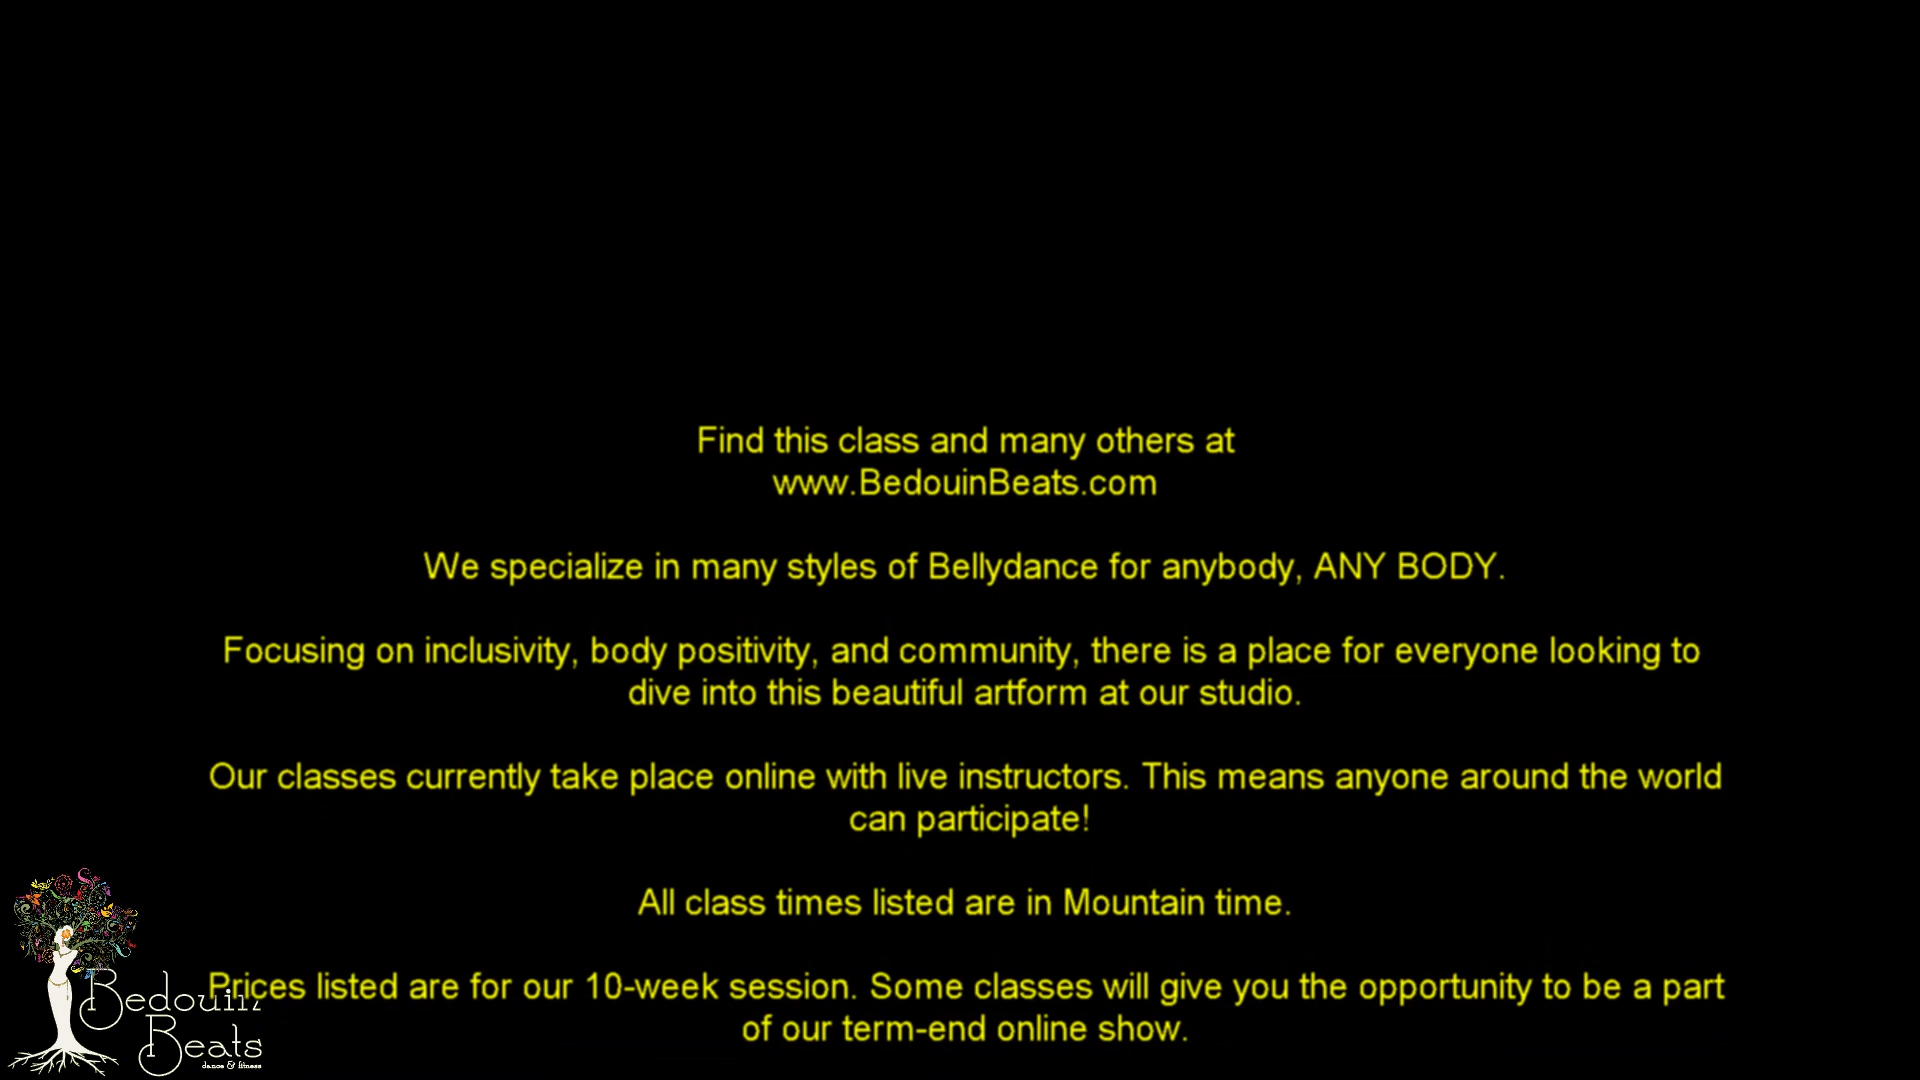 Find this class and many others at
www.BedouinBeats.com
We specialize in many styles of Bellydance for anybody, ANY BODY.
Focusing on inclusivity, body positivity, and community, there is a place for everyone looking to
dive into this beautiful artform at our studio.
Our classes currently take place online with live instructors. This means anyone around the world
can participate!
All class times listed are in Mountain time.
Prices listed are for our 10-week session. Some classes will give you the opportunity to be a part
of our term-end online show.
Bedouin
Beats
dance & fitness